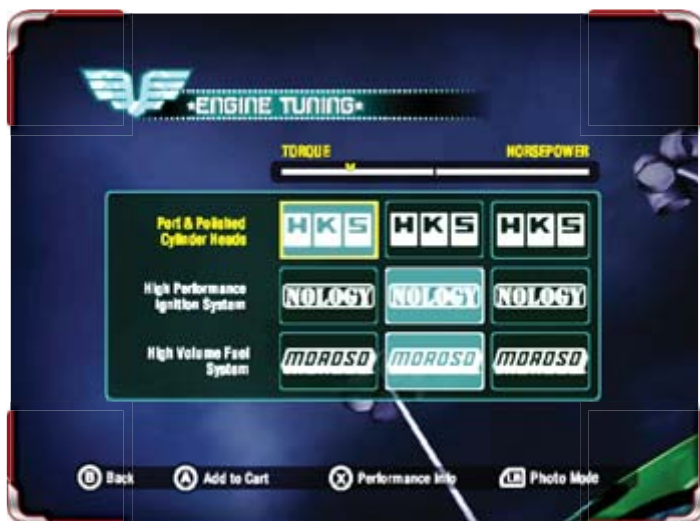 ★ENGINE TUNING★
TORQUE HORSEPOWER
Port & Polished
Cylinder Heads
HKS HKS HKS
High Performance
Ignition System
NOLOGY NOLOGY NOLOGY
High Volume Fuel
System
MOROSO MOROSO MOROSO
B Back A Add to Cart X Performance Info LB Photo Mode